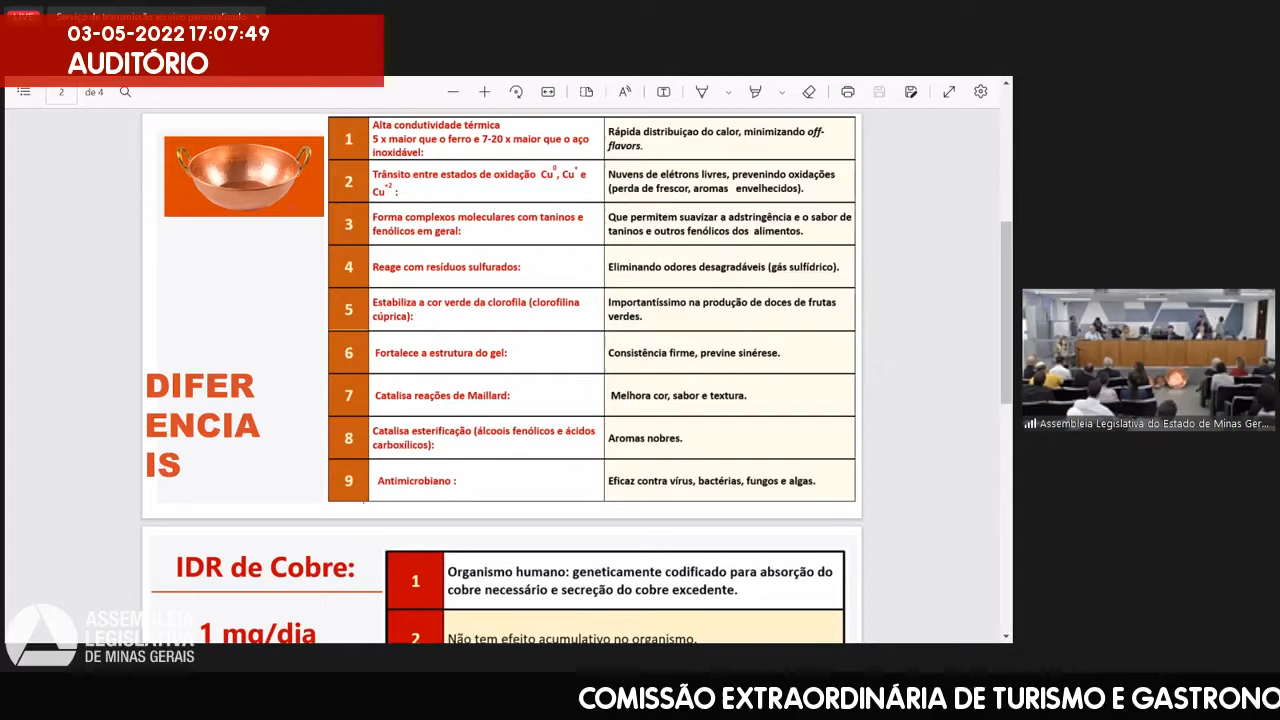 LIVE
Serviço de transmissão ao vivo personalizado
03-05-2022 17:07:49
AUDITÓRIO
2 de 4
DIFER
ENCIA
IS
1
Alta condutividade térmica
5 x maior que o ferro e 7-20 x maior que o aço
inoxidável:
Rápida distribuiçao do calor, minimizando off-
flavors.
2
Trânsito entre estados de oxidação Cu0, Cu+ e
Cu+2 :
Nuvens de elétrons livres, prevenindo oxidações
(perda de frescor, aromas envelhecidos).
3
Forma complexos moleculares com taninos e
fenólicos em geral:
Que permitem suavizar a adstringência e o sabor de
taninos e outros fenólicos dos alimentos.
4
Reage com resíduos sulfurados:
Eliminando odores desagradáveis (gás sulfídrico).
5
Estabiliza a cor verde da clorofila (clorofilina
cúprica):
Importantíssimo na produção de doces de frutas
verdes.
6
Fortalece a estrutura do gel:
Consistência firme, previne sinérese.
7
Catalisa reações de Maillard:
Melhora cor, sabor e textura.
8
Catalisa esterificação (álcoois fenólicos e ácidos
carboxílicos):
Aromas nobres.
9
Antimicrobiano :
Eficaz contra vírus, bactérias, fungos e algas.
IDR de Cobre:
1 mg/dia
1
Organismo humano: geneticamente codificado para absorção do
cobre necessário e secreção do cobre excedente.
2
Não tem efeito acumulativo no organismo.
Assembleia Legislativa do Estado de Minas Ger...
ASSEMBLEIA
LEGISLATIVA
DE MINAS GERAIS
COMISSÃO EXTRAORDINÁRIA DE TURISMO E GASTRONO